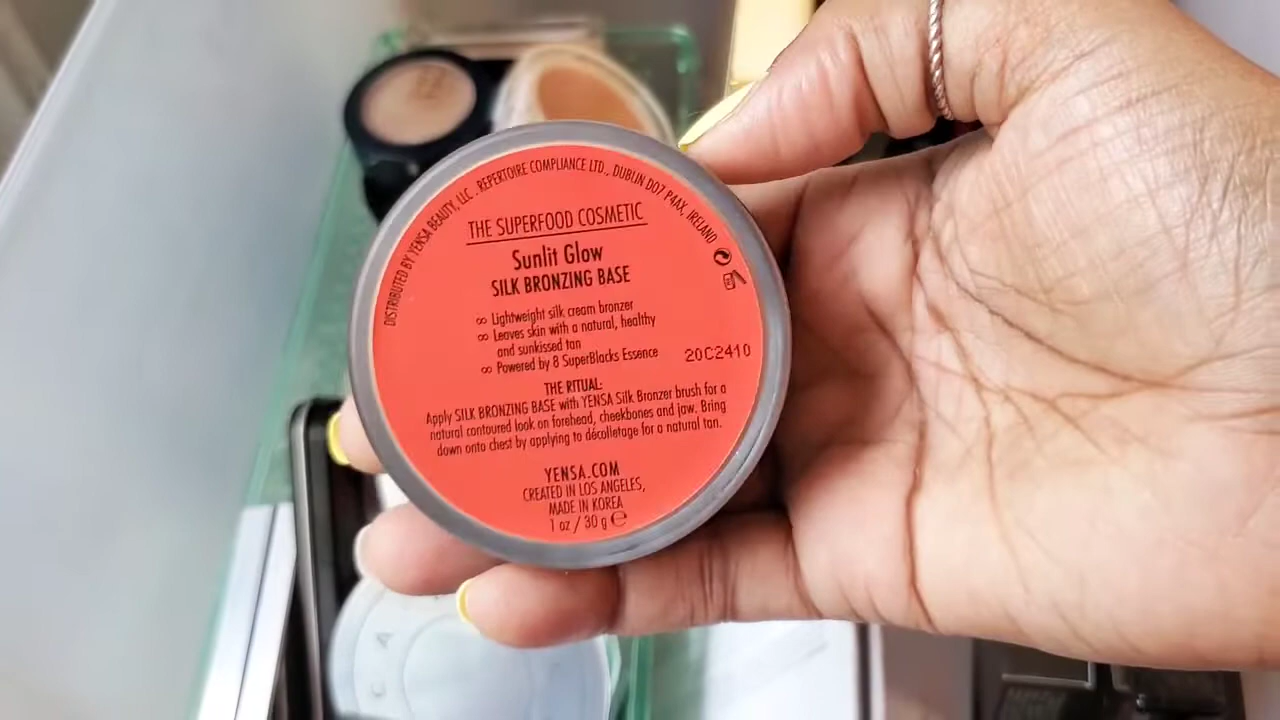 DISTRIBUTED BY YENSA BEAUTY, LLC . REPERTOIRE COMPLIANCE LTD., DUBLIN D07 P4AX, IRELAND
THE SUPERFOOD COSMETIC
Sunlit Glow
SILK BRONZING BASE
∞ Lightweight silk cream bronzer
∞ Leaves skin with a natural, healthy
and sunkissed tan
∞ Powered by 8 SuperBlacks Essence
20C2410
THE RITUAL:
Apply SILK BRONZING BASE with YENSA Silk Bronzer brush for a
natural contoured look on forehead, cheekbones and jaw. Bring
down onto chest by applying to décolletage for a natural tan.
YENSA.COM
CREATED IN LOS ANGELES,
MADE IN KOREA
1 oz / 30 g ℮